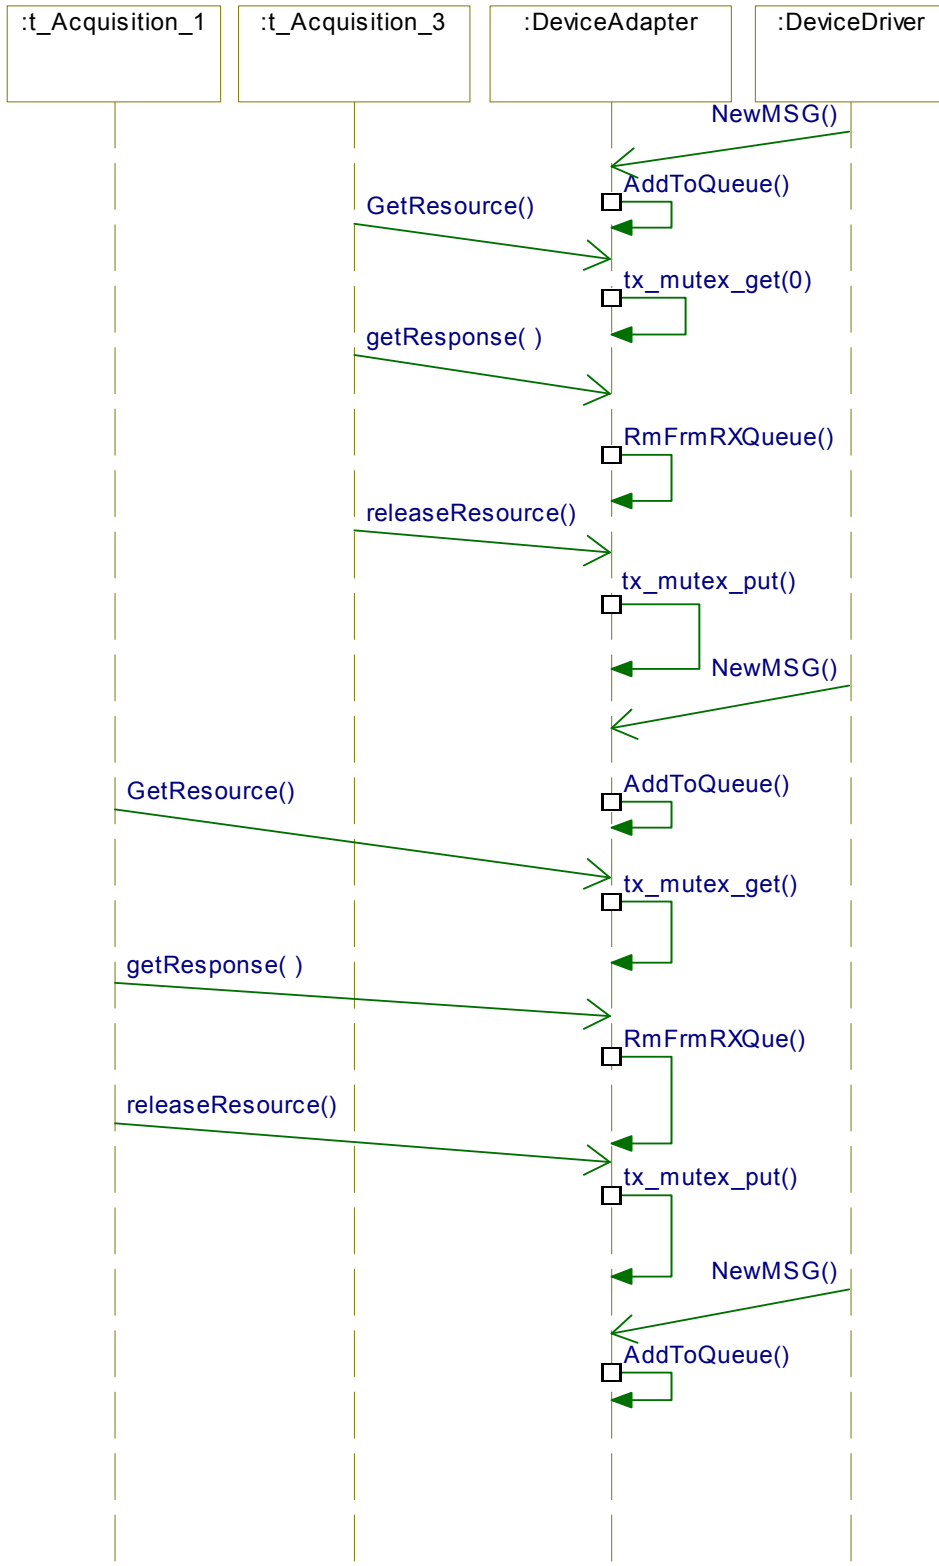 :t_Acquisition_1
:t_Acquisition_3
:DeviceAdapter
:DeviceDriver
NewMSG()
AddToQueue()
GetResource()
tx_mutex_get(0)
getResponse( )
RmFrmRXQueue()
releaseResource()
tx_mutex_put()
NewMSG()
AddToQueue()
GetResource()
tx_mutex_get()
getResponse( )
RmFrmRXQue()
releaseResource()
tx_mutex_put()
NewMSG()
AddToQueue()